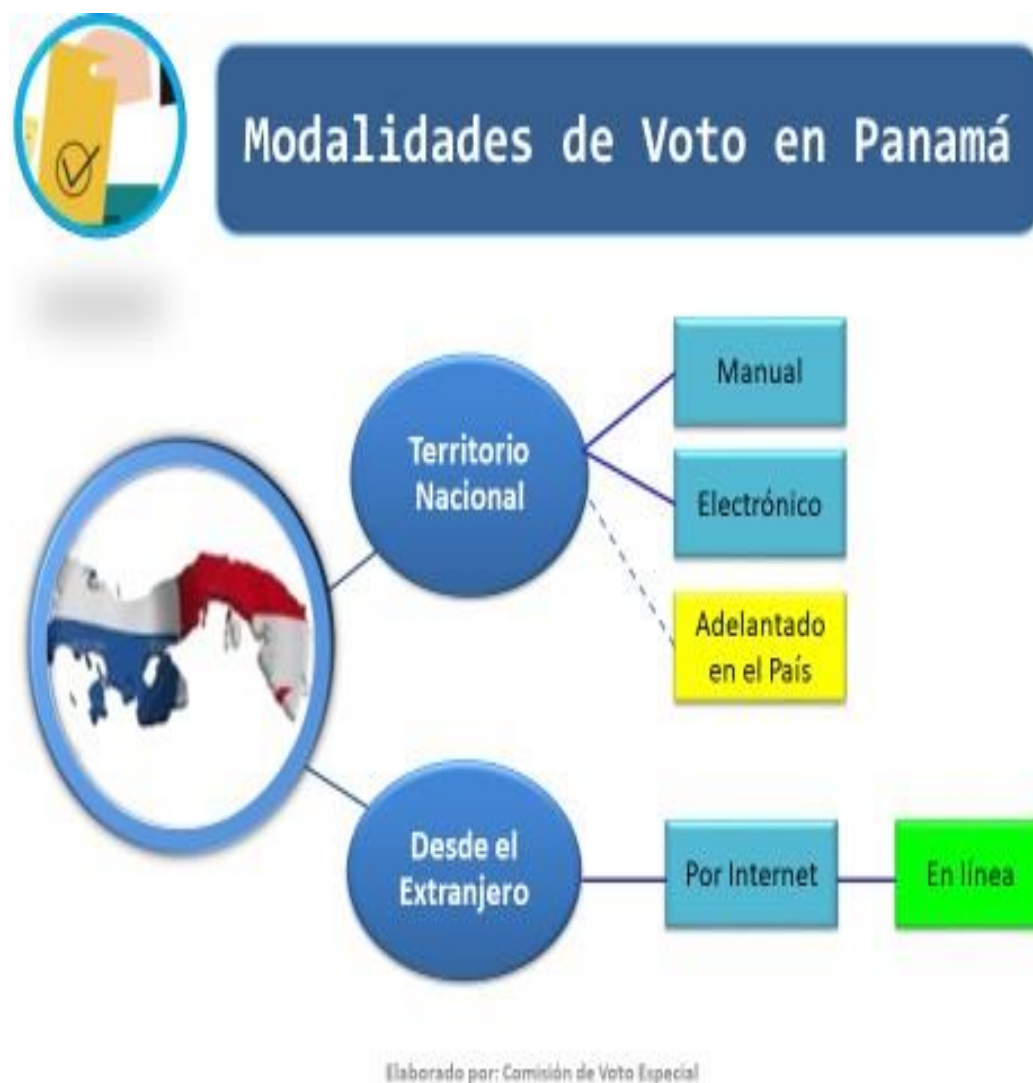 Modalidades de Voto en Panamá
Manual
Territorio
Nacional
Electrónico
Adelantado
en el País
Desde el
Extranjero
Por Internet
En línea
Elaborado por: Comisión de Voto Especial